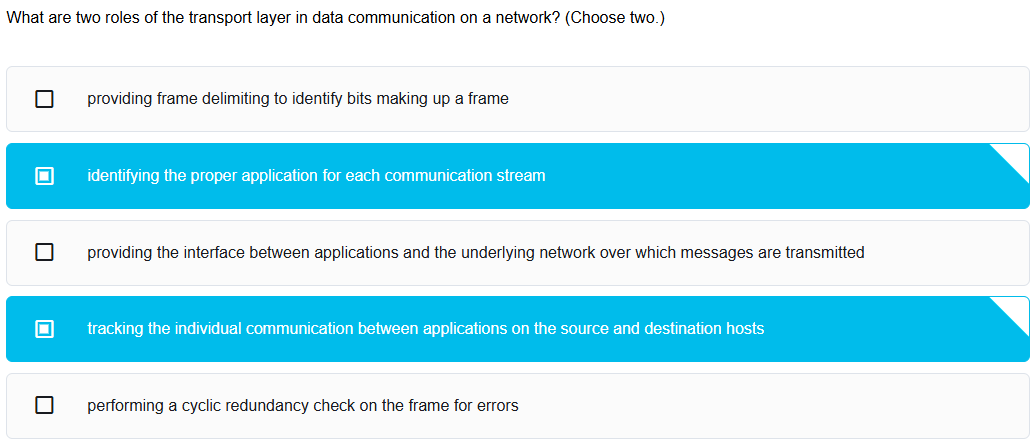 What are two roles of the transport layer in data communication on a network? (Choose two.)
providing frame delimiting to identify bits making up a frame
identifying the proper application for each communication stream
providing the interface between applications and the underlying network over which messages are transmitted
tracking the individual communication between applications on the source and destination hosts
performing a cyclic redundancy check on the frame for errors